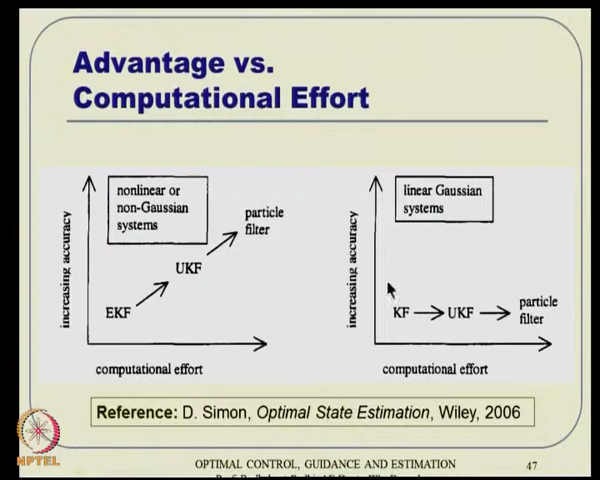 Advantage vs.
Computational Effort
increasing accuracy
nonlinear or
non-Gaussian
systems
particle
filter
UKF
EKF
computational effort
increasing accuracy
linear Gaussian
systems
KF
UKF
particle
filter
computational effort
Reference: D. Simon, Optimal State Estimation, Wiley, 2006
NPTEL
OPTIMAL CONTROL, GUIDANCE AND ESTIMATION
47